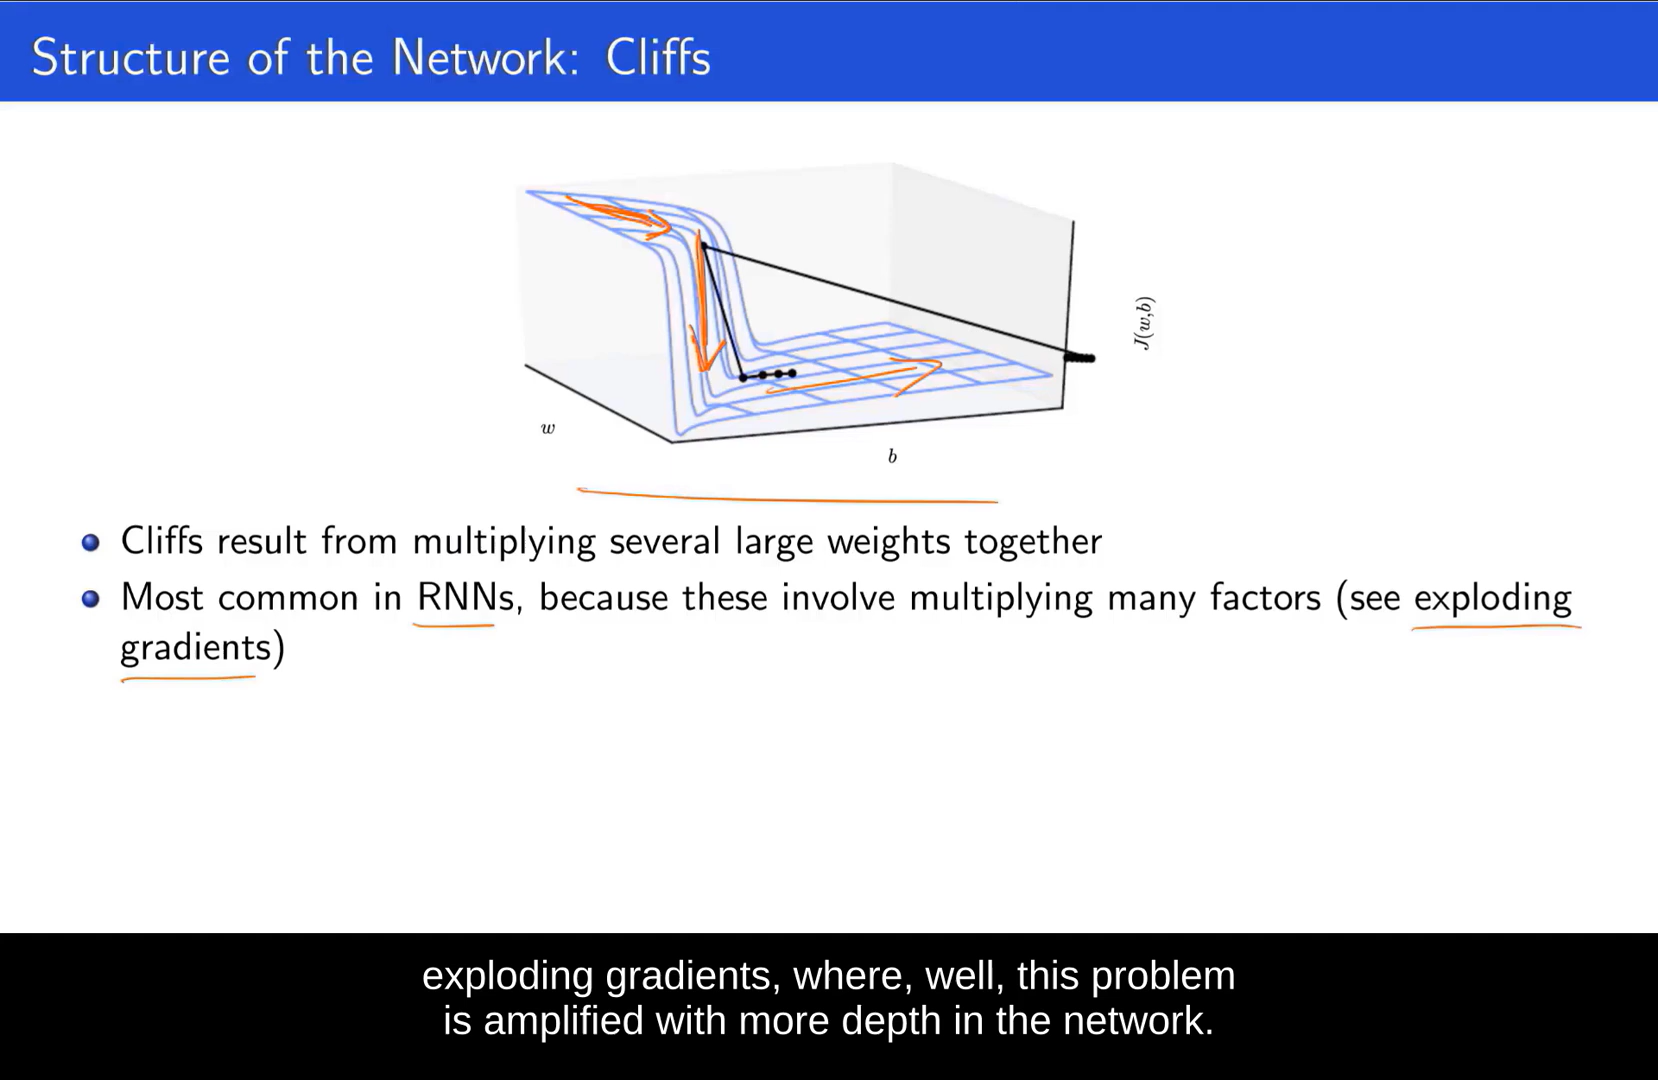 Structure of the Network: Cliffs
J(w,b)
w
b
Cliffs result from multiplying several large weights together
Most common in RNNs, because these involve multiplying many factors (see exploding
gradients)
exploding gradients, where, well, this problem
is amplified with more depth in the network.